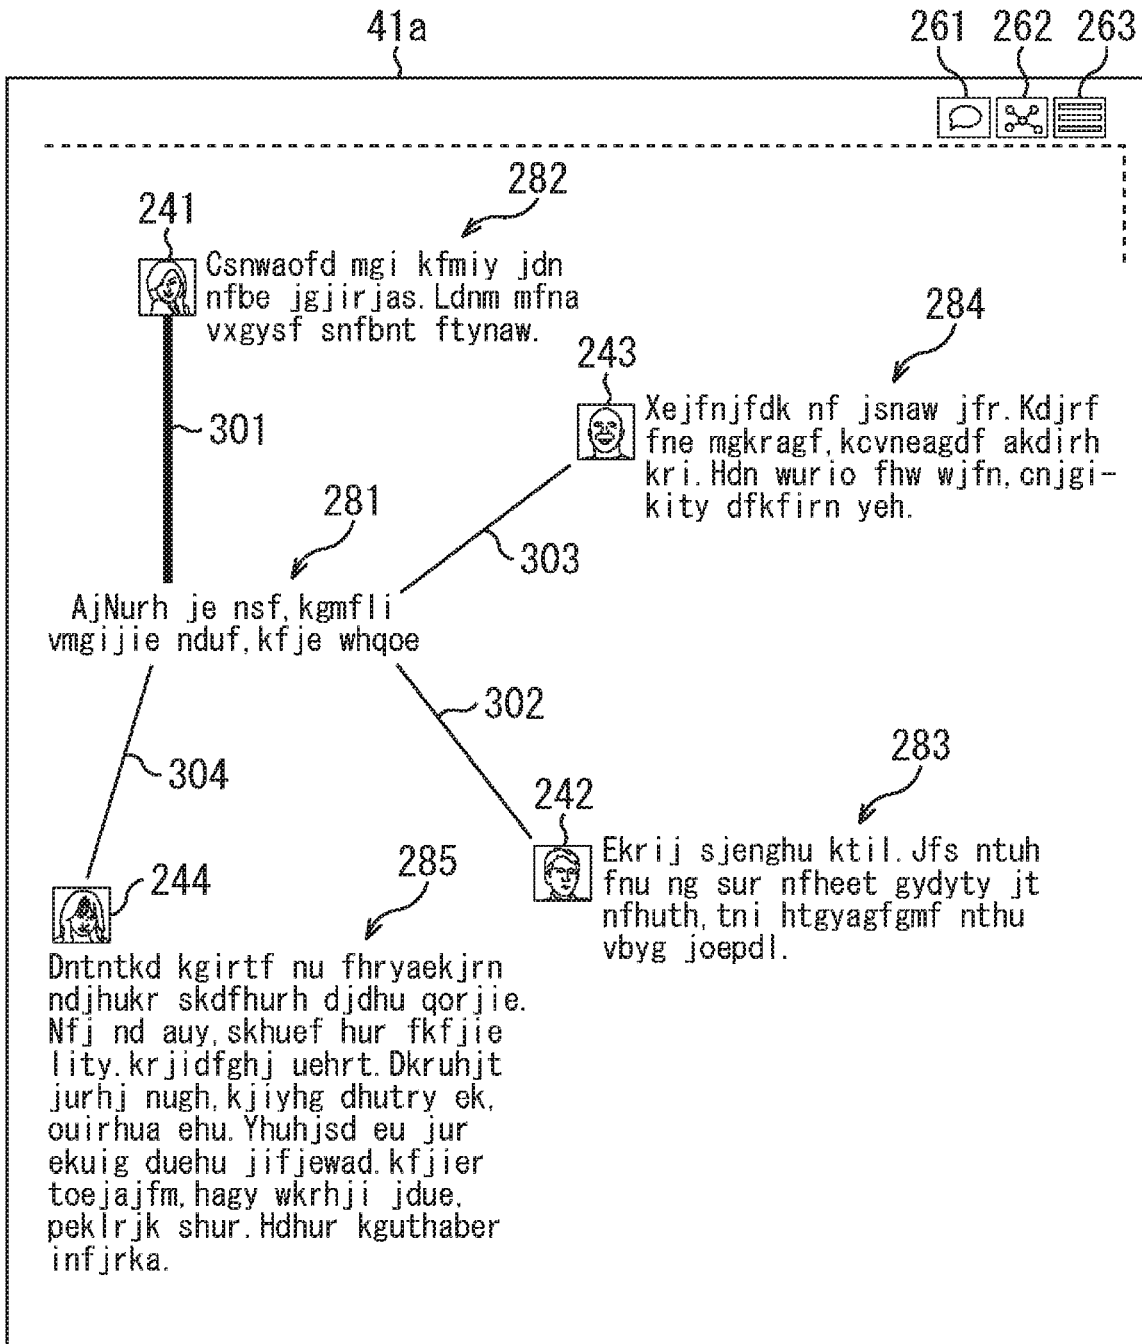 41a
261 262 263
282
241
Csnwaofd mgi kfmiy jdn
nfbe jgjirjas. Ldnm mfna
vxgysf snfbnt ftynaw.
284
243
Xejfnjfdk nf jsnaw jfr. Kdjrf
fne mgkragf, kcvneagdf akdirh
kri. Hdn wurio fhw wjfn, cnjgi-
kity dfkfirn yeh.
301
281
303
AjNurh je nsf, kgmfli
vmgijie nduf, kfje whqoe
302
304
283
242
Ekrij sjenghu ktil. Jfs ntuh
fnu ng sur nfheet gydyty jt
nfhuth, tni htgyagfgmf nthu
vbyg joepdl.
285
244
Dntntkd kgirtf nu fhryaekjrn
ndjhukr skdfhurh djdhu qorjie.
Nfj nd auy, skhuef hur fkfjie
lity. krjidfghj uehrt. Dkruhjt
jurhj nugh, kjiyhg dhutry ek,
ouirhua ehu. Yhuhjsd eu jur
ekuig duehu jifjewad. kfjier
toejajfm, hagy wkrhji jdue,
peklrjk shur. Hdhur kguthaber
infjrka.